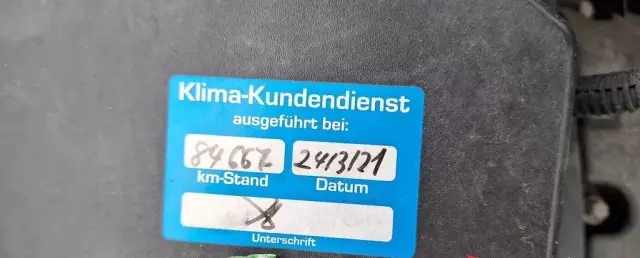 Klima-Kundendienst
ausgeführt bei:
84667 24/3/21
km-Stand Datum
Unterschrift